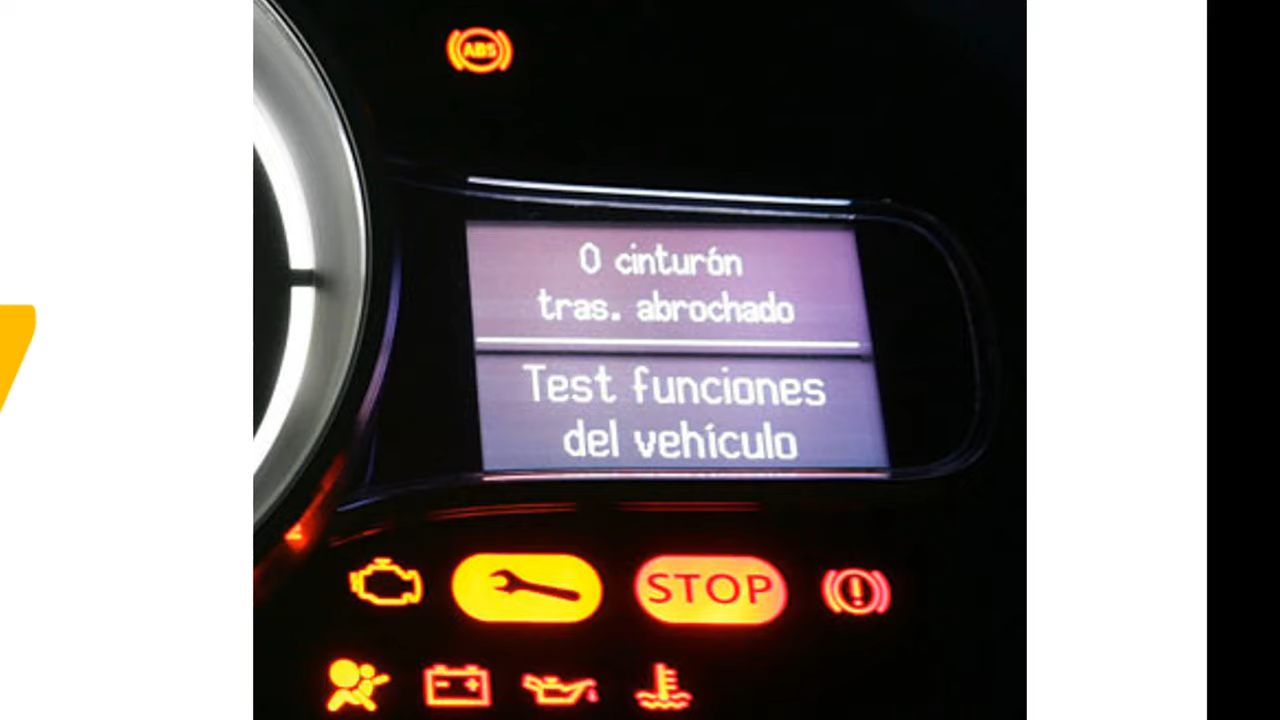 ABS
0 cinturón
tras. abrochado
Test funciones
del vehículo
STOP